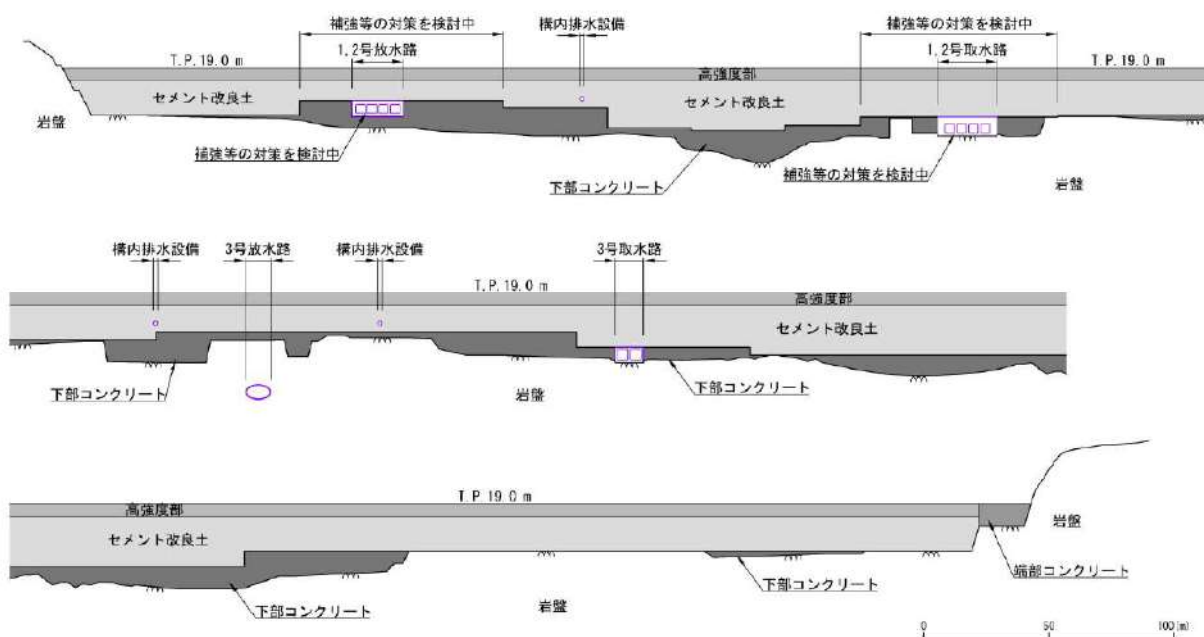 補強等の対策を検討中
構内排水設備
補強等の対策を検討中
1,2号放水路
1,2号取水路
T.P.19.0 m
T.P.19.0 m
高強度部
セメント改良土
セメント改良土
岩盤
補強等の対策を検討中
下部コンクリート
補強等の対策を検討中
岩盤
構内排水設備
3号放水路
構内排水設備
3号取水路
T.P.19.0 m
高強度部
セメント改良土
下部コンクリート
岩盤
下部コンクリート
T.P.19.0 m
高強度部
セメント改良土
岩盤
端部コンクリート
下部コンクリート
下部コンクリート
岩盤
0 50 100(m)